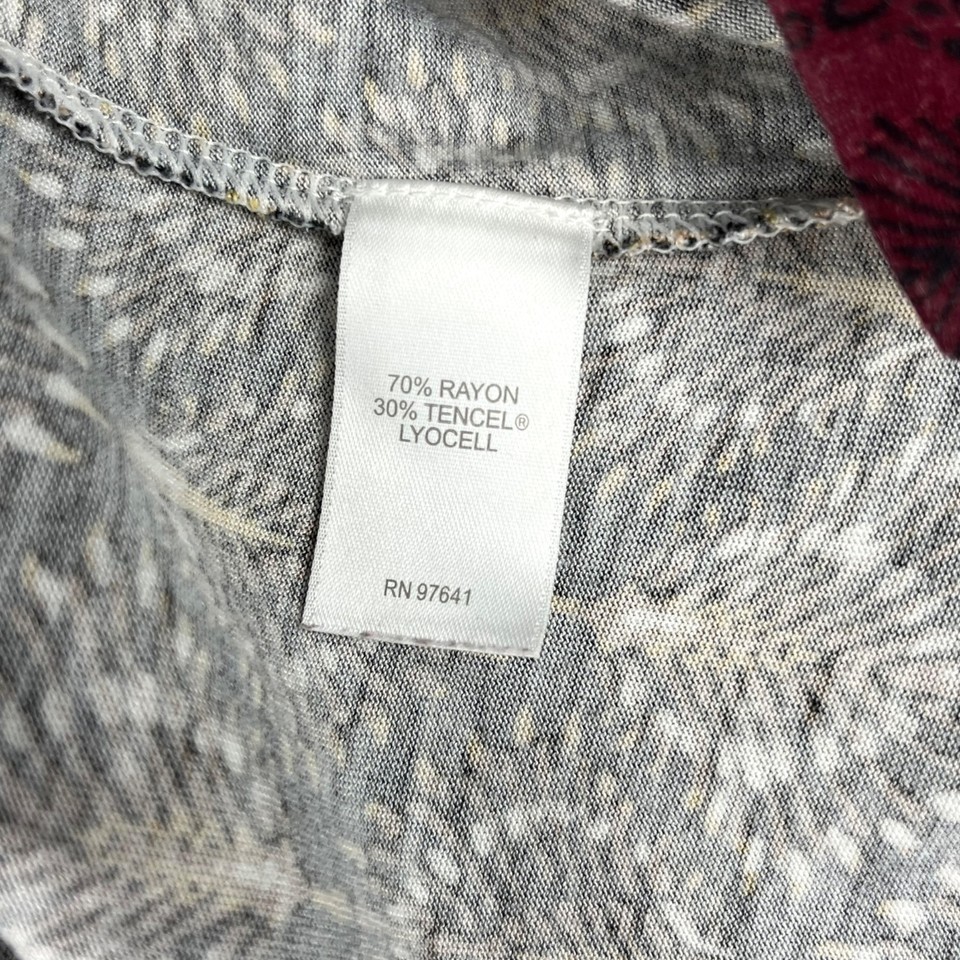 70% RAYON
30% TENCEL®
LYOCELL
RN 97641